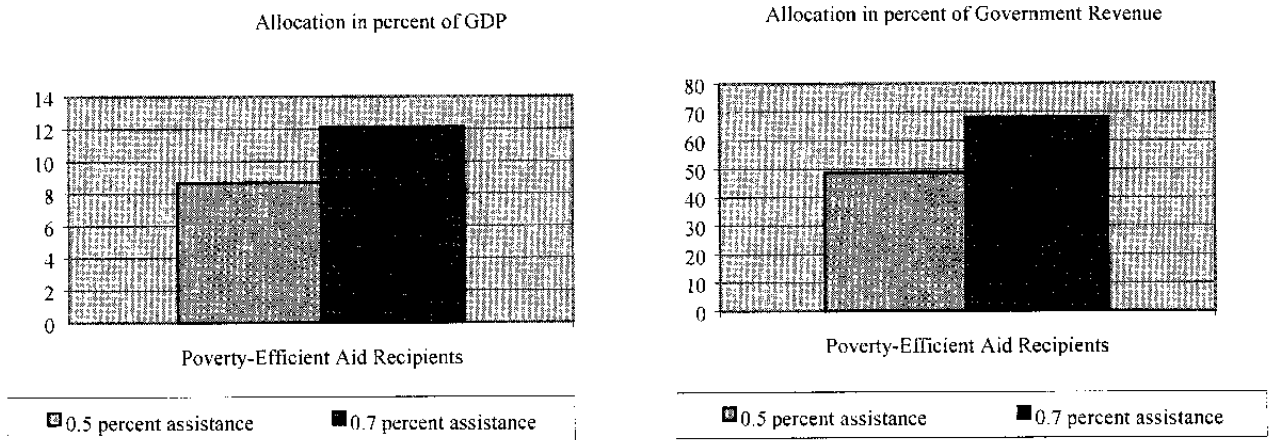 Allocation in percent of GDP
14
12
10
8
6
4
2
0
Poverty-Efficient Aid Recipients
0.5 percent assistance 0.7 percent assistance
Allocation in percent of Government Revenue
80
70
60
50
40
30
20
10
0
Poverty-Efficient Aid Recipients
0.5 percent assistance 0.7 percent assistance